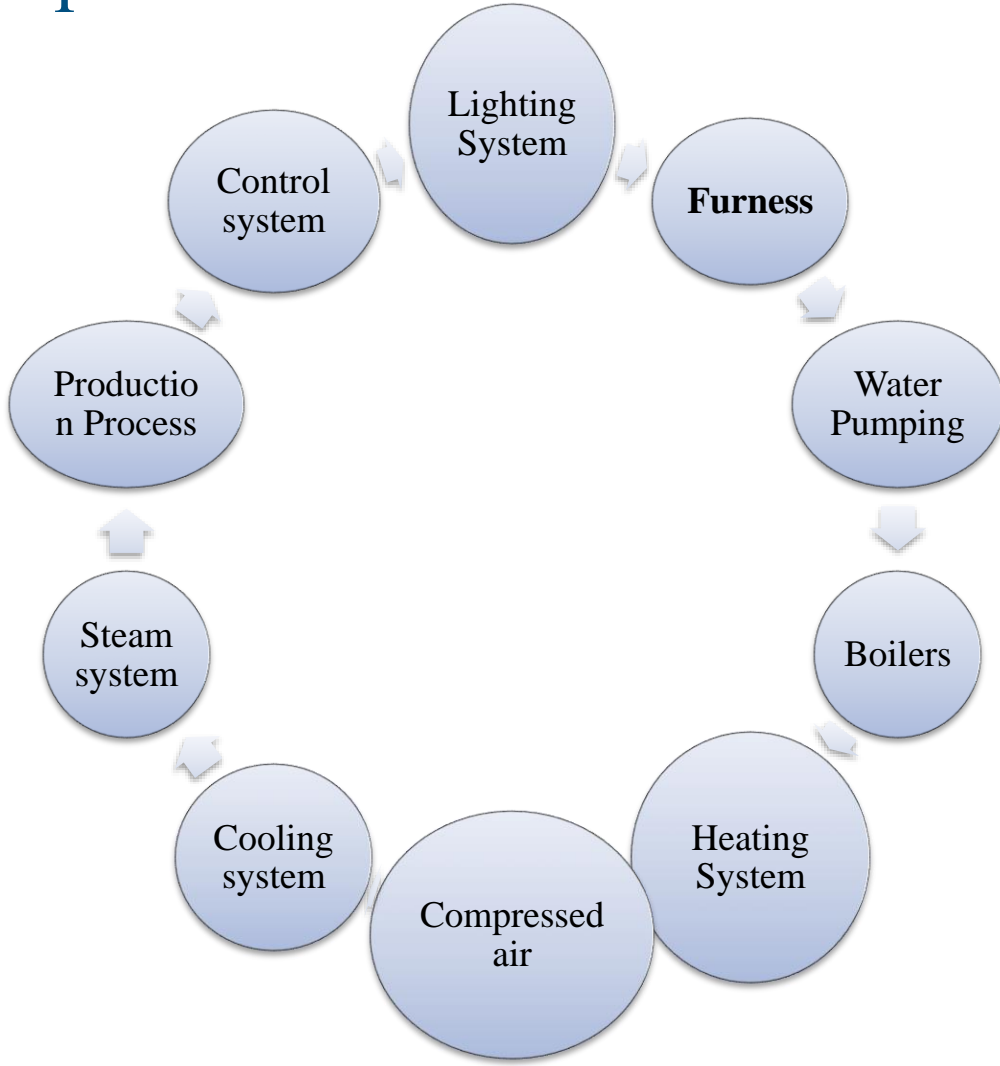 Lighting
System
Furness
Water
Pumping
Boilers
Heating
System
Compressed
air
Cooling
system
Steam
system
Productio
n Process
Control
system